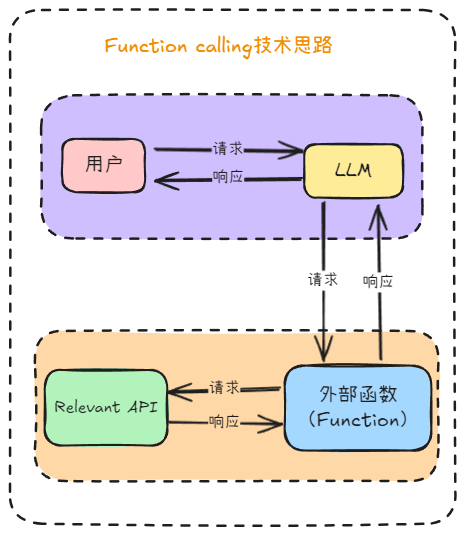 Function calling技术思路
用户
请求
响应
LLM
请求
响应
Relevant API
请求
响应
外部函数
(Function)